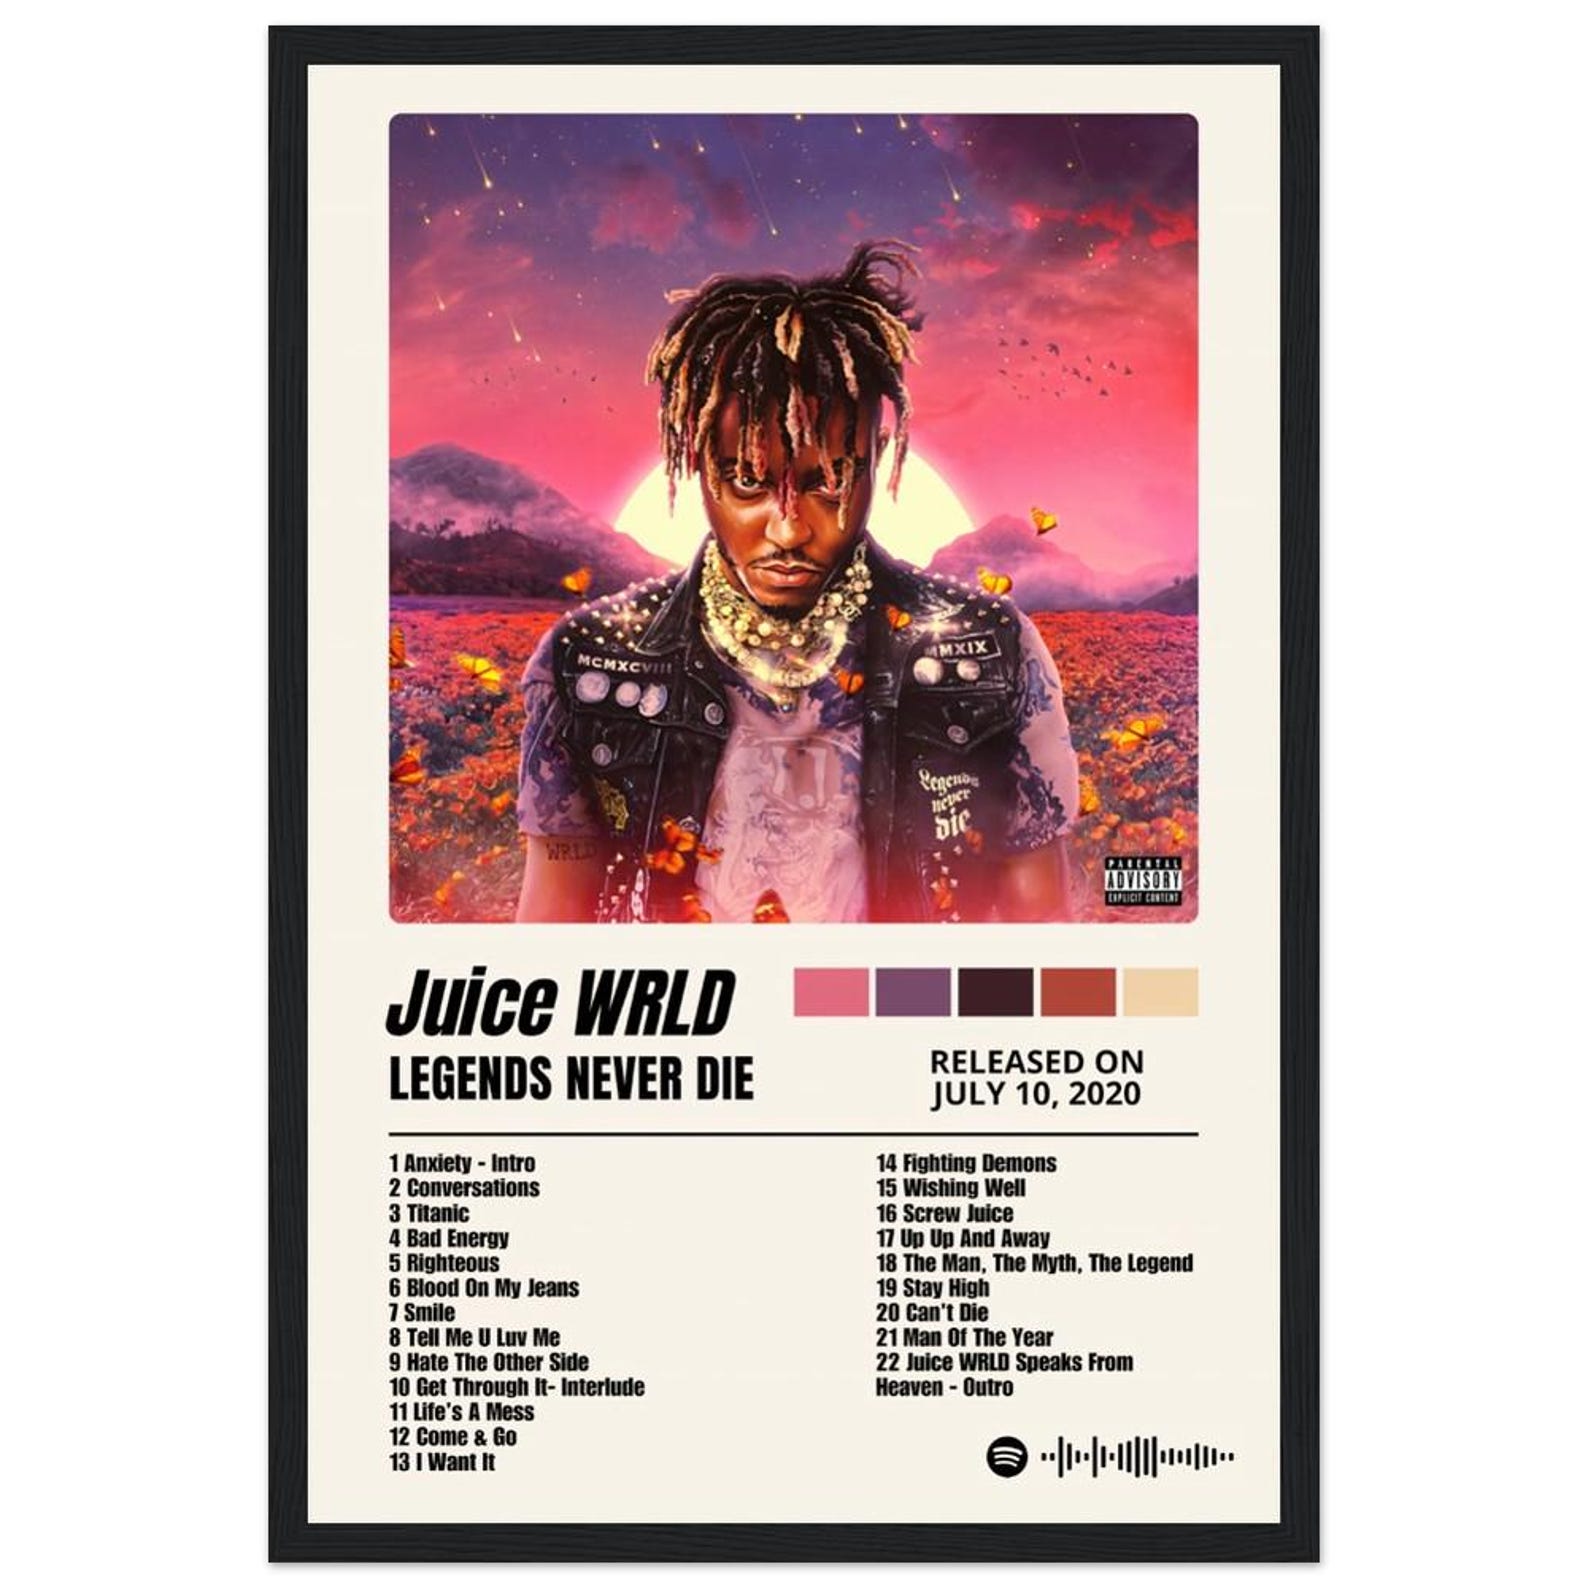 MCMXCVIII
MMXIX
Legends
never
die
WRLD
PARENTAL
ADVISORY
EXPLICIT CONTENT
Juice WRLD
LEGENDS NEVER DIE
RELEASED ON
JULY 10, 2020
1 Anxiety - Intro
2 Conversations
3 Titanic
4 Bad Energy
5 Righteous
6 Blood On My Jeans
7 Smile
8 Tell Me U Luv Me
9 Hate The Other Side
10 Get Through It- Interlude
11 Life's A Mess
12 Come & Go
13 I Want It
14 Fighting Demons
15 Wishing Well
16 Screw Juice
17 Up Up And Away
18 The Man, The Myth, The Legend
19 Stay High
20 Can't Die
21 Man Of The Year
22 Juice WRLD Speaks From
Heaven - Outro